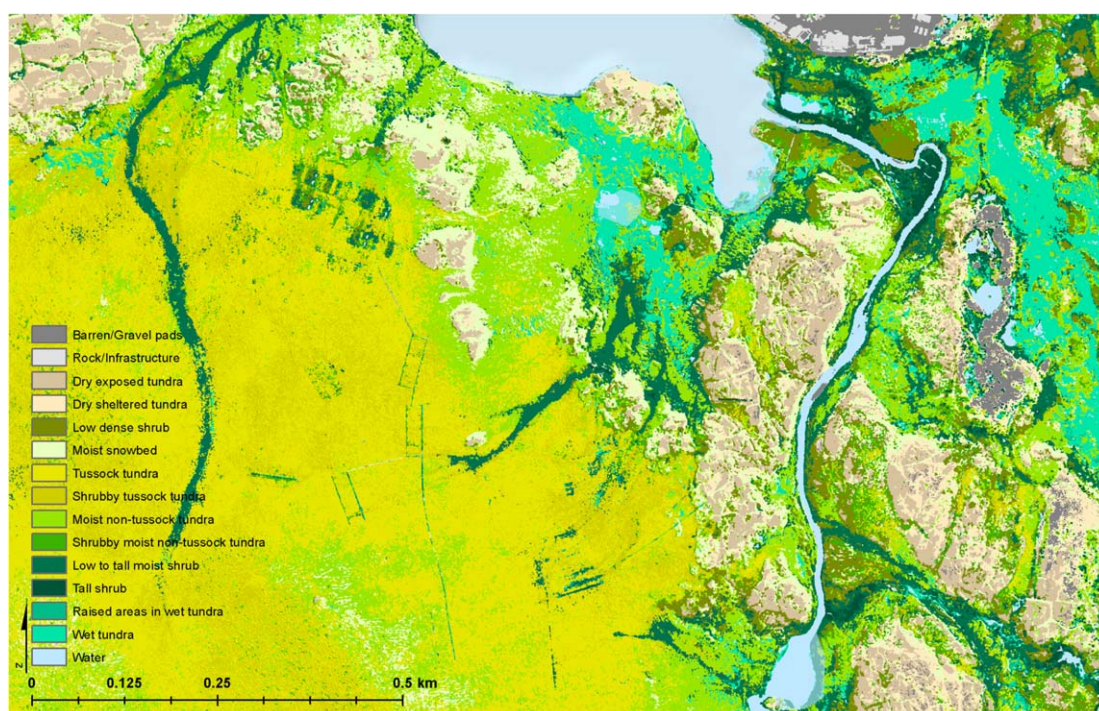 Barren/Gravel pads
Rock/Infrastructure
Dry exposed tundra
Dry sheltered tundra
Low dense shrub
Moist snowbed
Tussock tundra
Shrubby tussock tundra
Moist non-tussock tundra
Shrubby moist non-tussock tundra
Low to tall moist shrub
Tall shrub
Raised areas in wet tundra
Wet tundra
Water
N
0 0.125 0.25 0.5 km